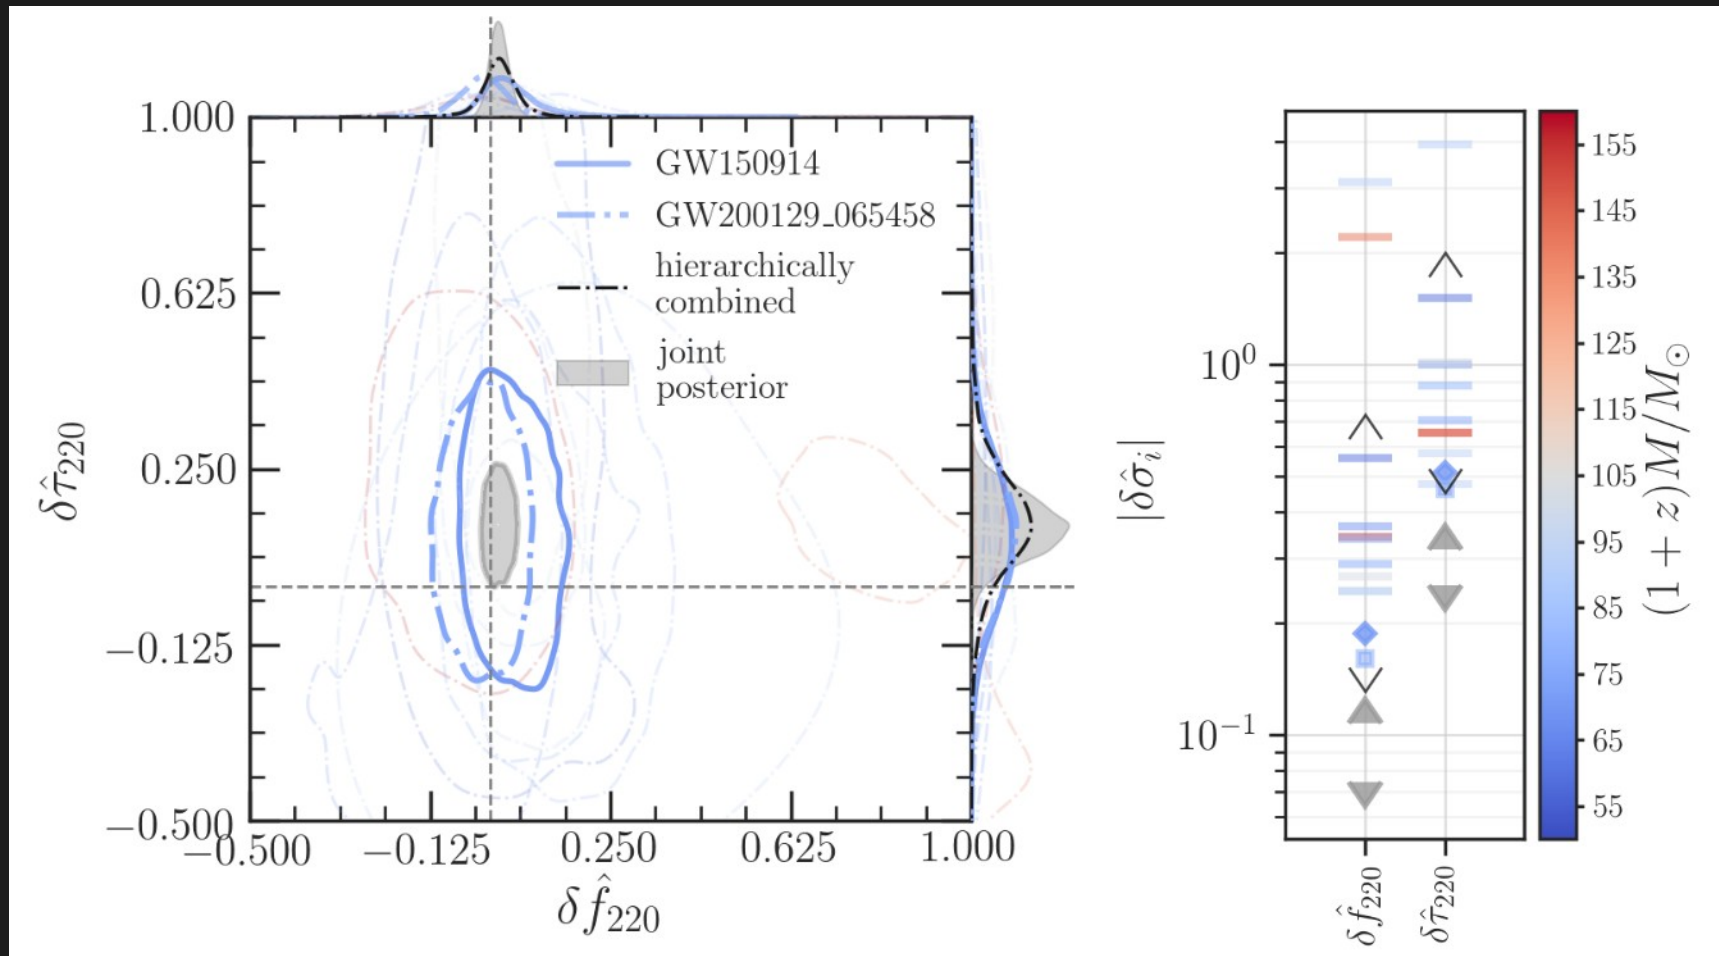 1.000
0.625
0.250
−0.125
−0.500
−0.500
−0.125
0.250
0.625
1.000
δτ̂₂₂₀
δf̂₂₂₀
GW150914
GW200129_065458
hierarchically
combined
joint
posterior
|δσ̂ᵢ|
10⁰
10⁻¹
δf̂₂₂₀
δτ̂₂₂₀
155
145
135
125
115
105
95
85
75
65
55
(1 + z)M/M⊙